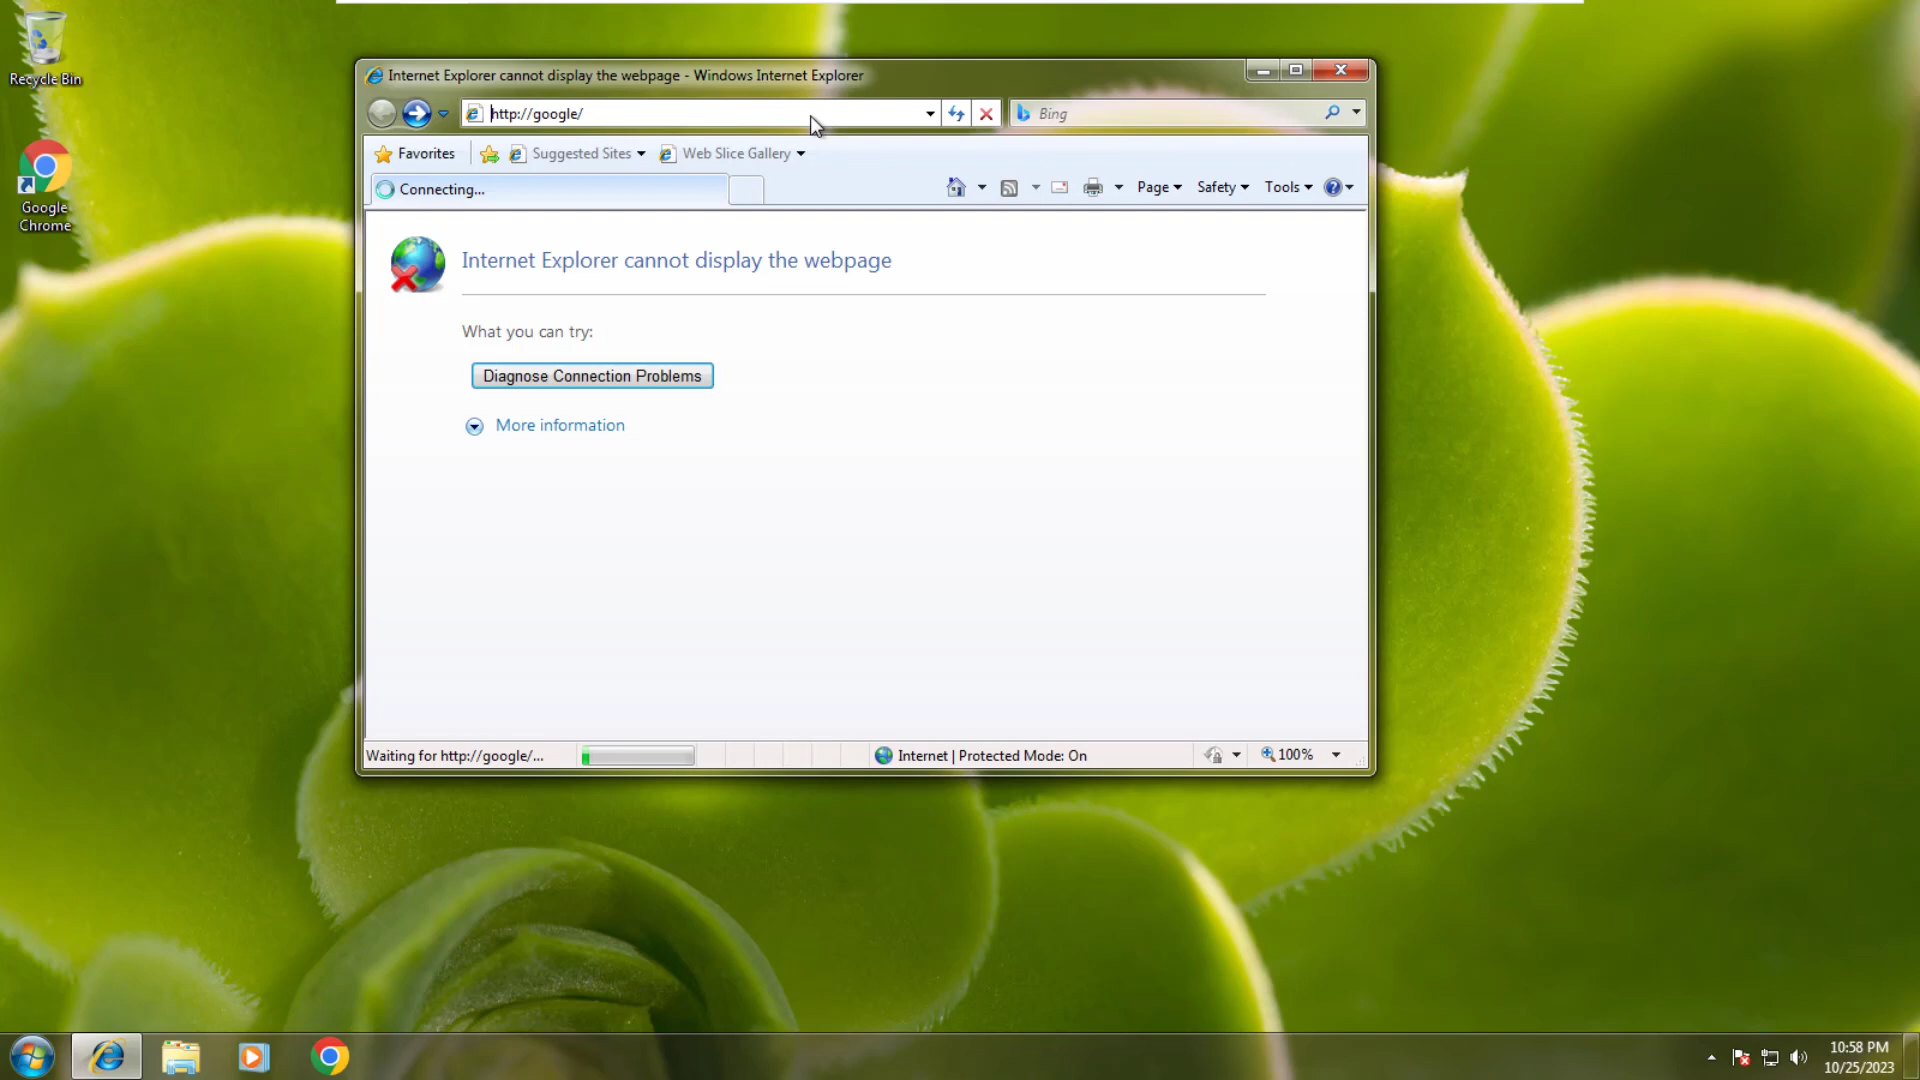 Recycle Bin
Google
Chrome
Internet Explorer cannot display the webpage - Windows Internet Explorer
http://google/
Bing
Favorites
Suggested Sites
Web Slice Gallery
Connecting...
Page
Safety
Tools
Internet Explorer cannot display the webpage
What you can try:
Diagnose Connection Problems
More information
Waiting for http://google/...
Internet | Protected Mode: On
100%
10:58 PM
10/25/2023